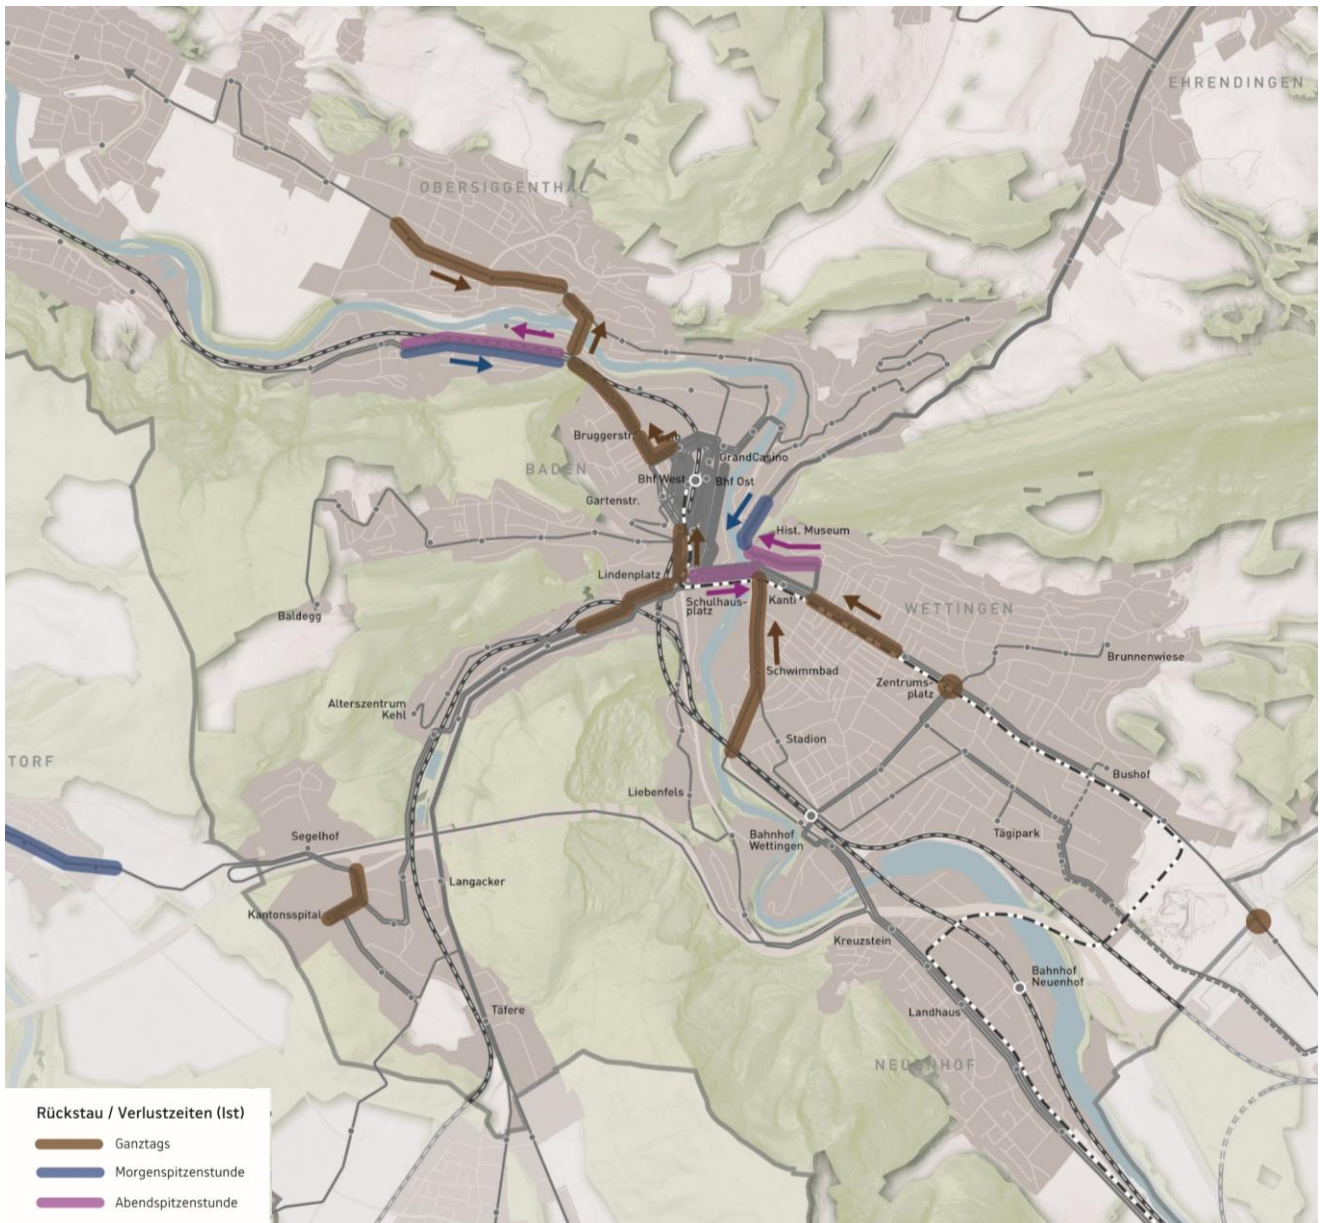 EHRENDINGEN
OBERSIGGENTHAL
Bruggerstr.
GrandCasino
BADEN
Bhf West
Bhf Ost
Gartenstr.
Hist. Museum
Lindenplatz
Schulhaus-
platz
Kanti
WETTINGEN
Baldegg
Brunnenwiese
Schwimmbad
Zentrums-
platz
Alterszentrum
Kehl
Stadion
TORF
Bushof
Liebenfels
Segelhof
Bahnhof
Wettingen
Tägipark
Langacker
Kantonsspital
Kreuzstein
Bahnhof
Neuenhof
Täfere
Landhaus
NEUENHOF
Rückstau / Verlustzeiten (Ist)
Ganztags
Morgenspitzenstunde
Abendspitzenstunde